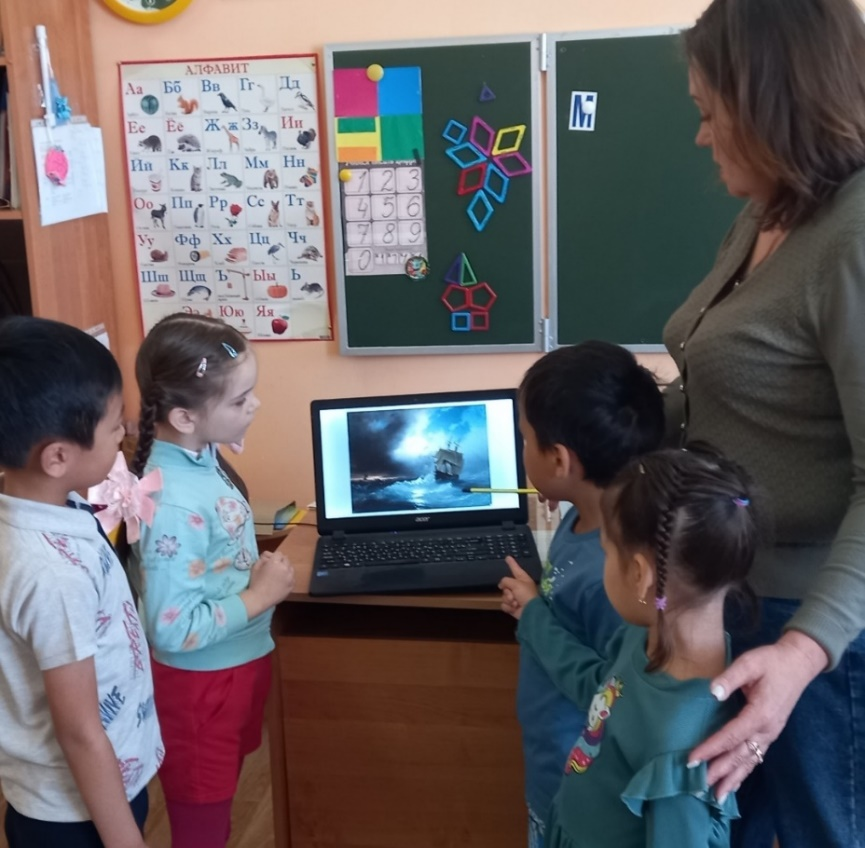 АЛФАВИТ
Аа Бб Вв Гг Дд
Ее Ёё Жж Зз Ии
Йй Кк Лл Мм Нн
Оо Пп Рр Сс Тт
Уу Фф Хх Цц Чч
Шш Щщ Ъ Ыы Ь
Ээ Юю Яя
1 2 3
4 5 6
7 8 9
0
М
acer